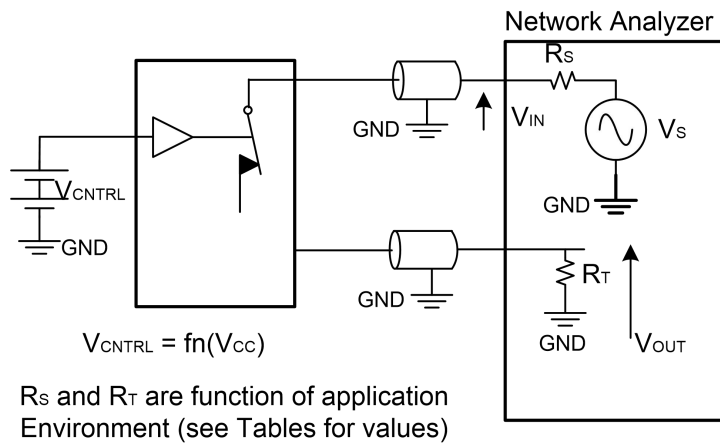 Network Analyzer
RS
GND
VIN
VS
VCNTRL
GND
GND
GND
RT
GND
VOUT
VCNTRL = fn(VCC)
RS and RT are function of application
Environment (see Tables for values)